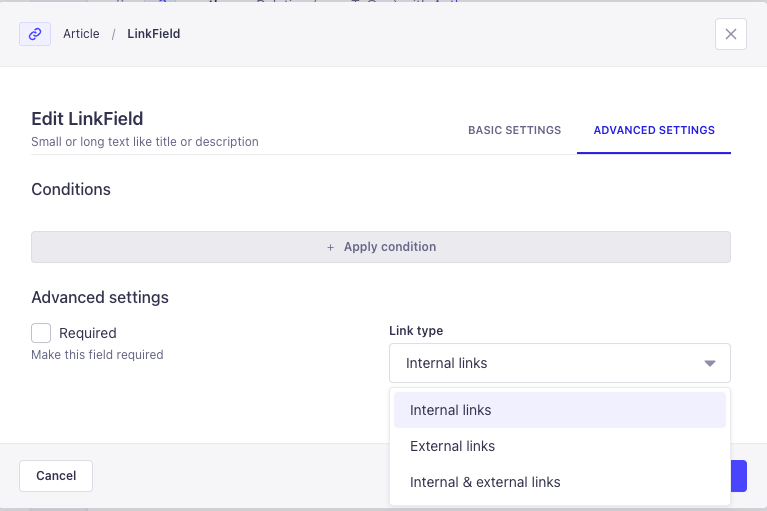 Article / LinkField
Edit LinkField
Small or long text like title or description
BASIC SETTINGS
ADVANCED SETTINGS
Conditions
+ Apply condition
Advanced settings
Required
Make this field required
Link type
Internal links
Internal links
External links
Internal & external links
Cancel